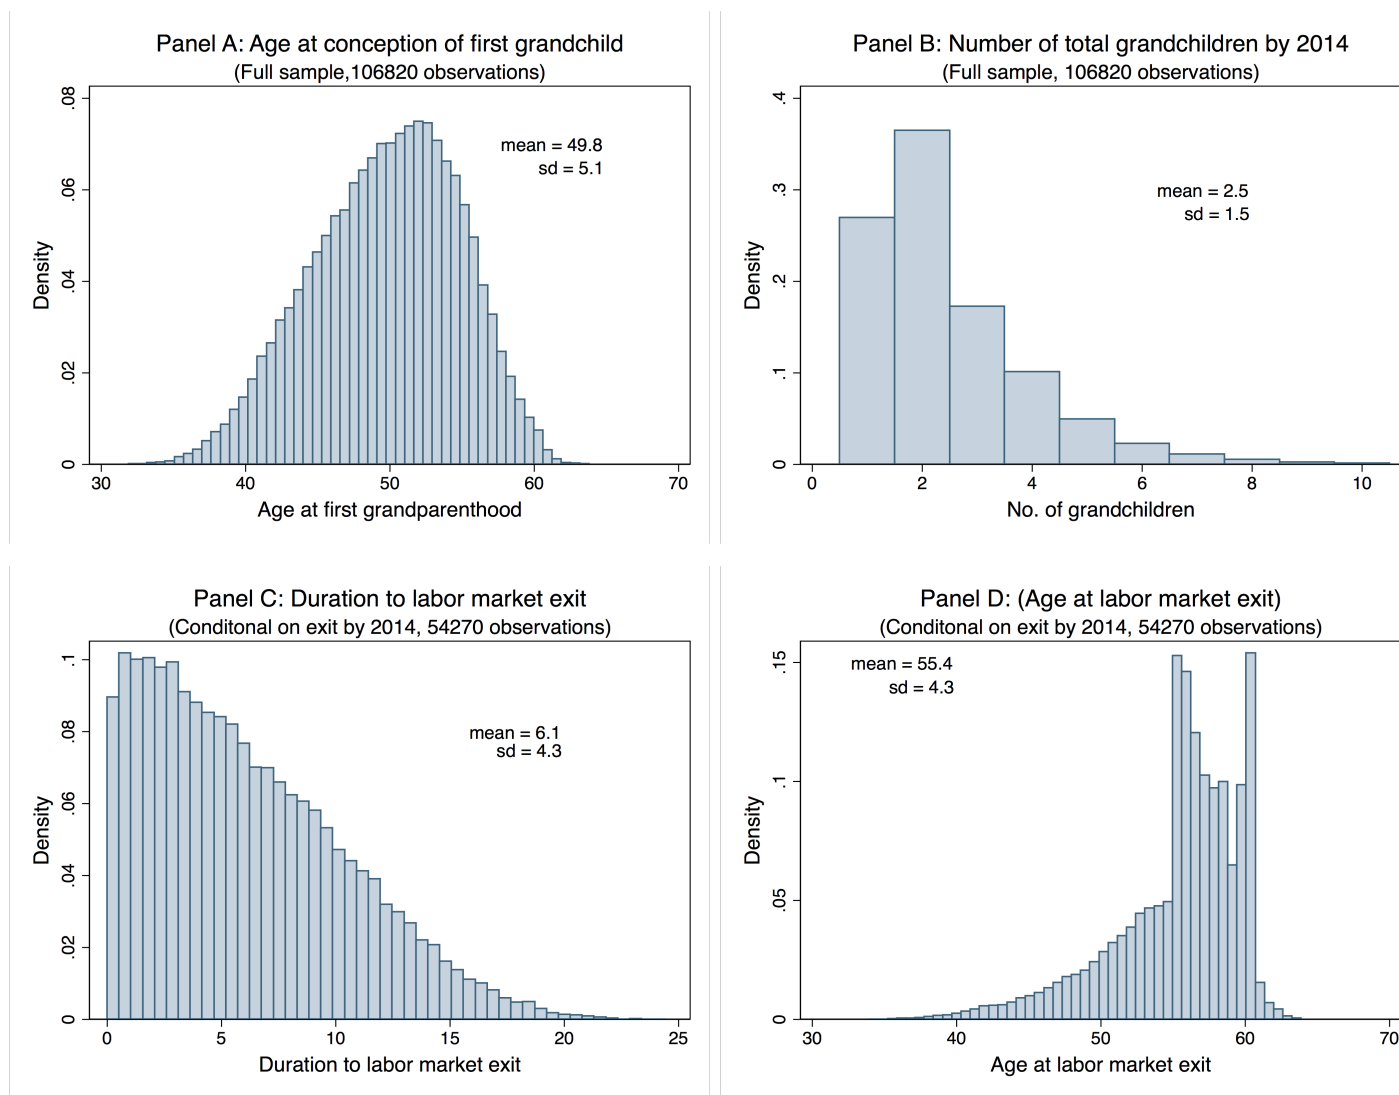 Panel A: Age at conception of first grandchild
(Full sample,106820 observations)
mean = 49.8
sd = 5.1
Density
0
.02
.04
.06
.08
30 40 50 60 70
Age at first grandparenthood
Panel B: Number of total grandchildren by 2014
(Full sample, 106820 observations)
mean = 2.5
sd = 1.5
Density
0
.1
.2
.3
.4
0 2 4 6 8 10
No. of grandchildren
Panel C: Duration to labor market exit
(Conditonal on exit by 2014, 54270 observations)
mean = 6.1
sd = 4.3
Density
0
.02
.04
.06
.08
.1
0 5 10 15 20 25
Duration to labor market exit
Panel D: (Age at labor market exit)
(Conditonal on exit by 2014, 54270 observations)
mean = 55.4
sd = 4.3
Density
0
.05
.1
.15
30 40 50 60 70
Age at labor market exit